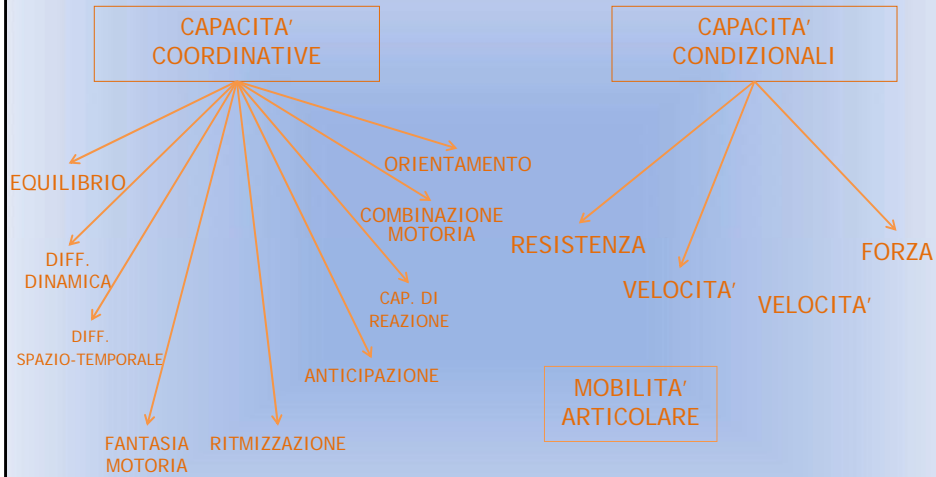 CAPACITA'
COORDINATIVE
CAPACITA'
CONDIZIONALI
EQUILIBRIO
DIFF.
DINAMICA
DIFF.
SPAZIO-TEMPORALE
FANTASIA
MOTORIA
RITMIZZAZIONE
ANTICIPAZIONE
CAP. DI
REAZIONE
COMBINAZIONE
MOTORIA
ORIENTAMENTO
RESISTENZA
VELOCITA'
VELOCITA'
FORZA
MOBILITA'
ARTICOLARE